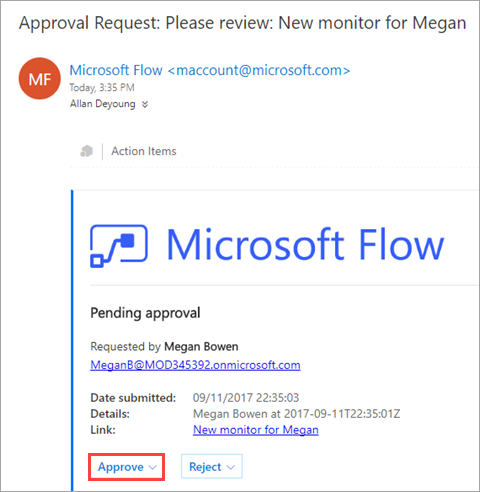 Approval Request: Please review: New monitor for Megan
MF
Microsoft Flow <maccount@microsoft.com>
Today, 3:35 PM
Allan Deyoung
Action Items
Microsoft Flow
Pending approval
Requested by Megan Bowen
MeganB@MOD345392.onmicrosoft.com
Date submitted: 09/11/2017 22:35:03
Details: Megan Bowen at 2017-09-11T22:35:01Z
Link: New monitor for Megan
Approve Reject